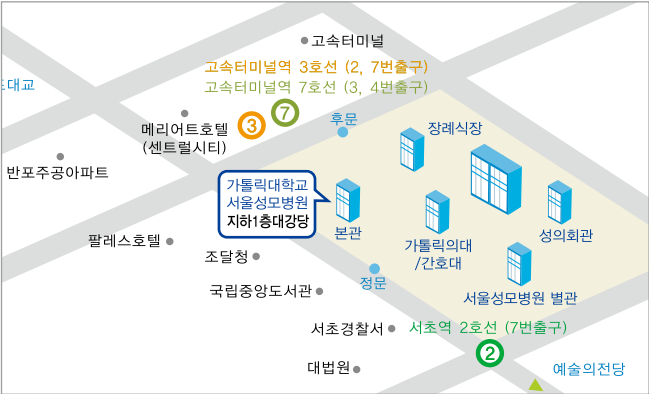 고속터미널
고속터미널역 3호선 (2, 7번출구)
고속터미널역 7호선 (3, 4번출구)
대교
7
3
후문
장례식장
메리어트호텔
(센트럴시티)
반포주공아파트
가톨릭대학교
서울성모병원
지하1층대강당
본관
가톨릭의대
/간호대
성의회관
팔레스호텔
조달청
정문
국립중앙도서관
서울성모병원 별관
서초경찰서
서초역 2호선 (7번출구)
2
대법원
예술의전당